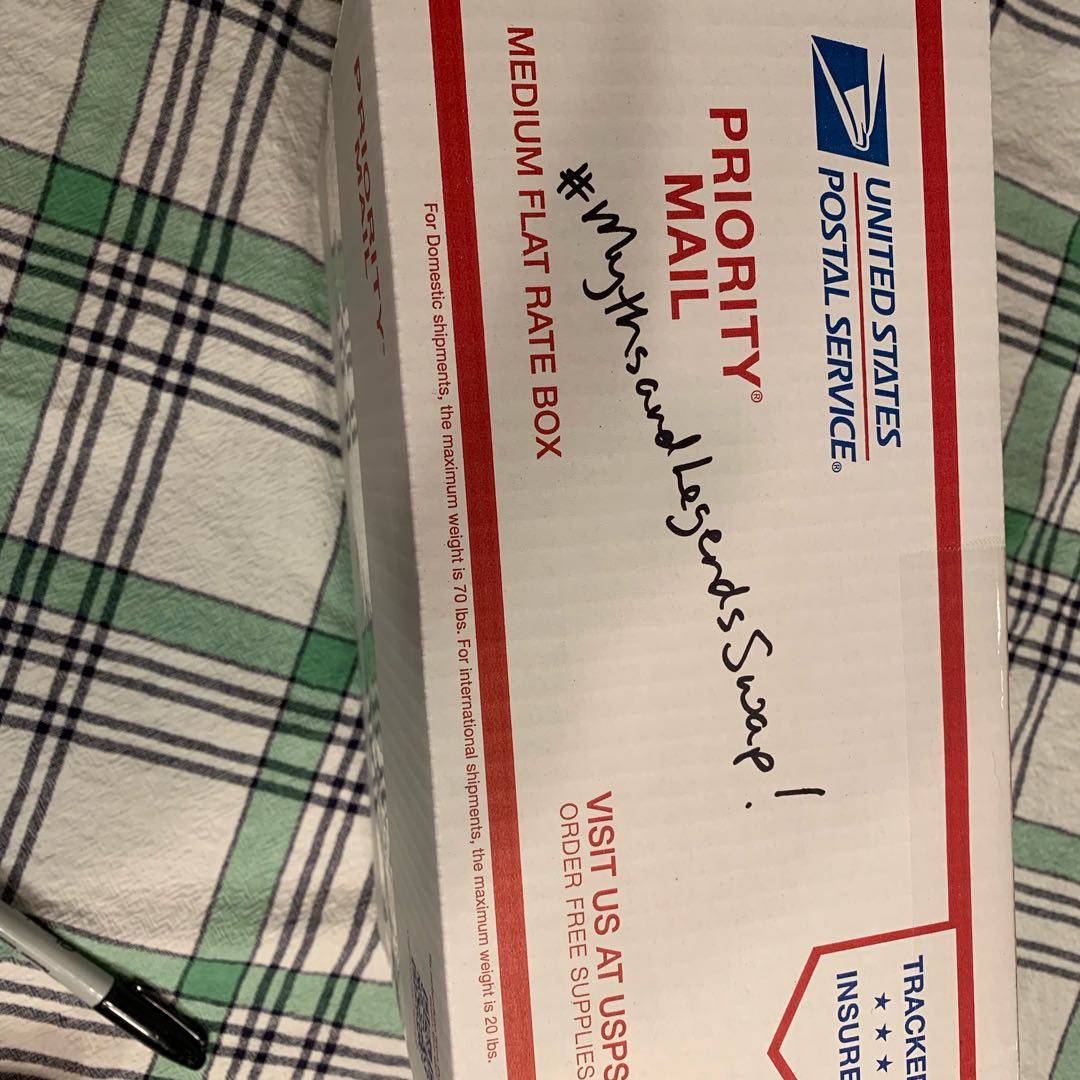 UNITED STATES
POSTAL SERVICE®
PRIORITY®
MAIL
#MythsandLegendsSwap!
MEDIUM FLAT RATE BOX
For Domestic shipments, the maximum weight is 70 lbs. For international shipments, the maximum weight is 20 lbs.
VISIT US AT USPS
ORDER FREE SUPPLIES
TRACKE
★ ★ ★
INSURE
PRIORITY
MAIL